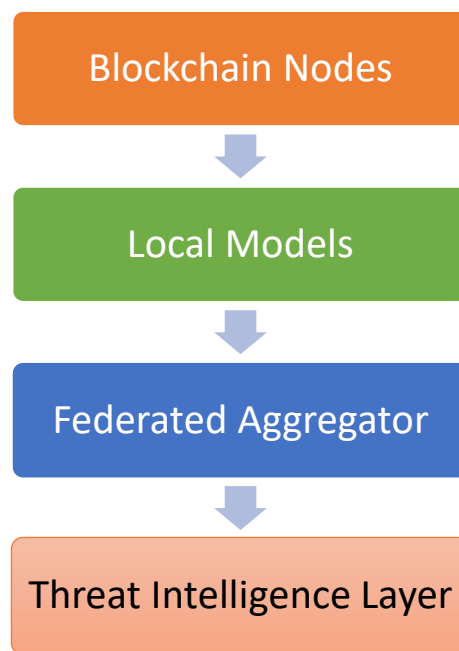 Blockchain Nodes
Local Models
Federated Aggregator
Threat Intelligence Layer